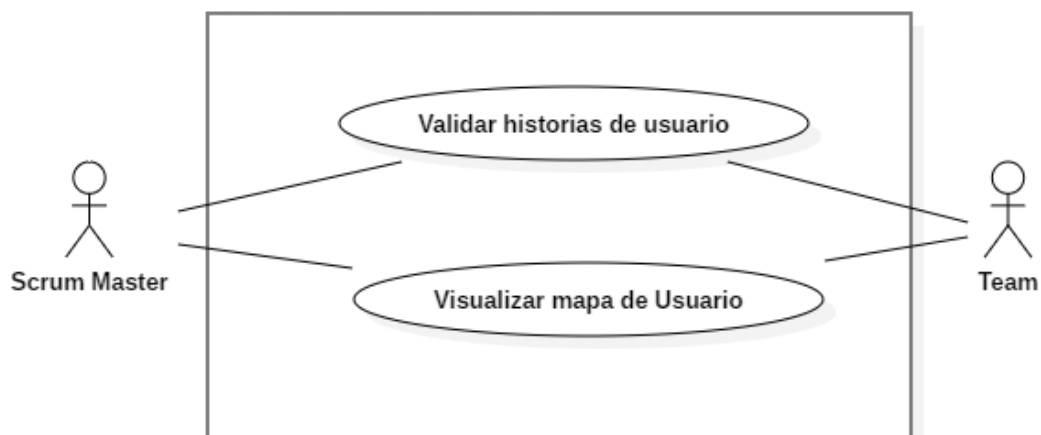 Validar historias de usuario
Scrum Master
Team
Visualizar mapa de Usuario